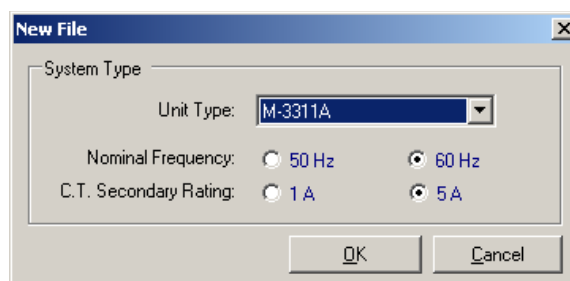 New File
System Type
Unit Type: M-3311A
Nominal Frequency: 50 Hz 60 Hz
C.T. Secondary Rating: 1 A 5 A
OK Cancel